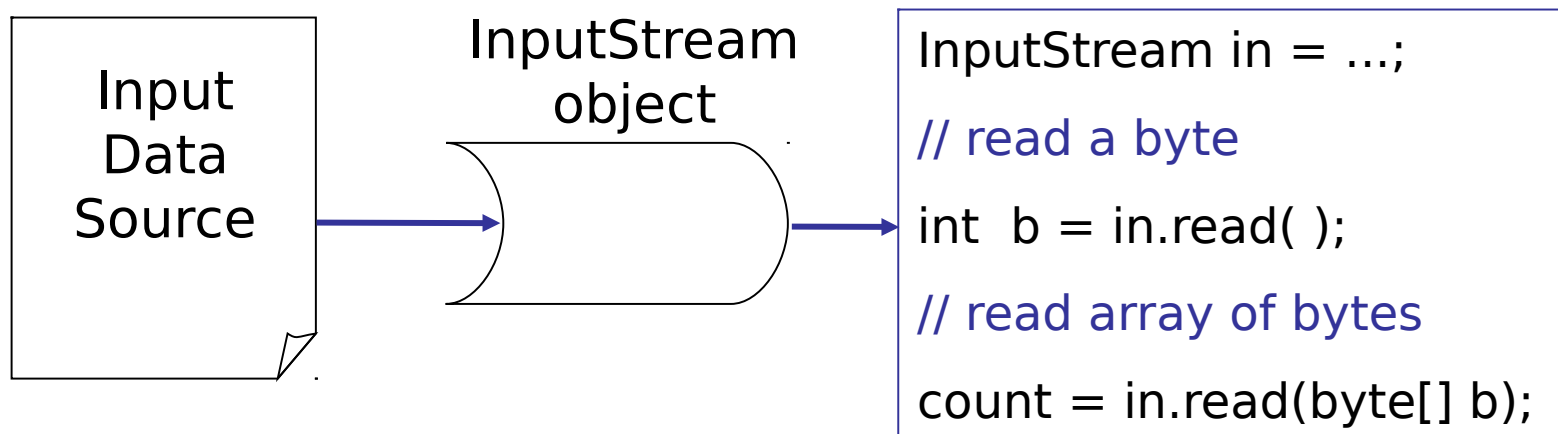 Input
Data
Source
InputStream
object
InputStream in = ...;
// read a byte
int  b = in.read( );
// read array of bytes
count = in.read(byte[] b);